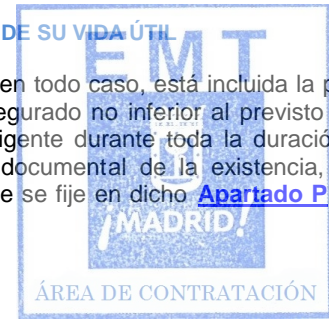 DE SU VIDA ÚTIL
EMT
en todo caso, está incluida la p
egurado no inferior al previsto
igente durante toda la duració
documental de la existencia,
e se fije en dicho Apartado P
¡MADRID!
ÁREA DE CONTRATACIÓN